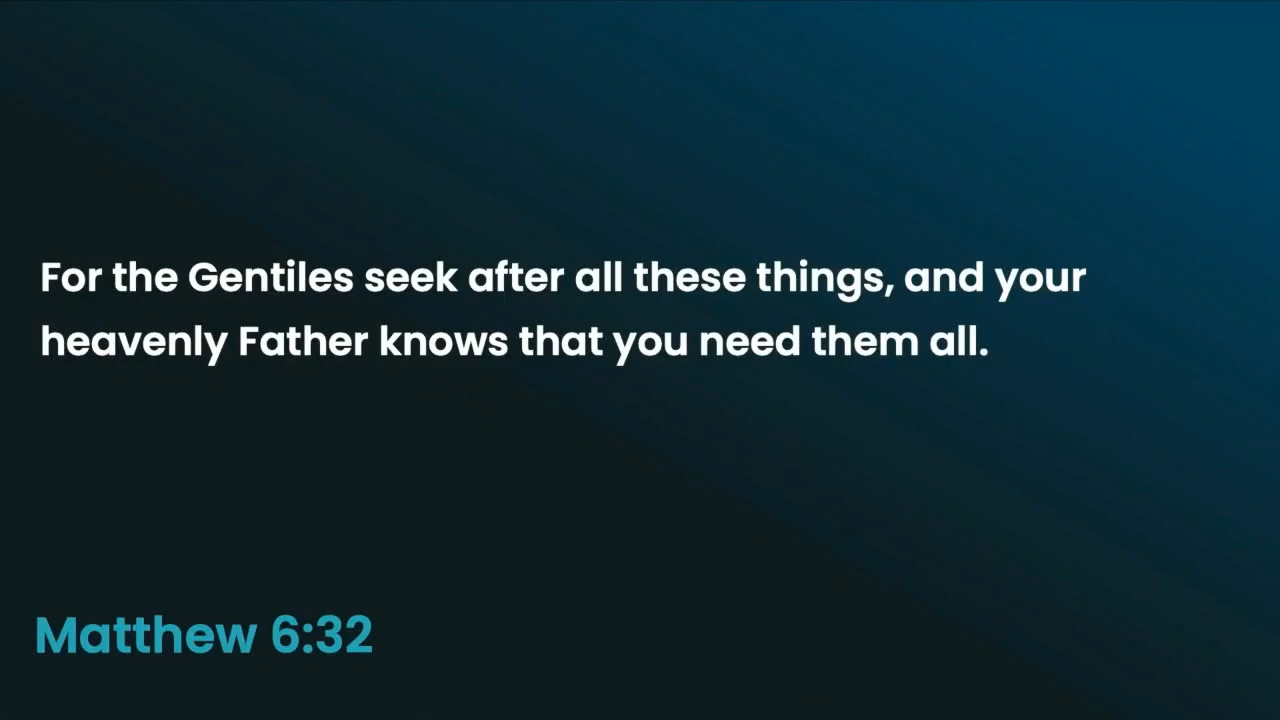 For the Gentiles seek after all these things, and your
heavenly Father knows that you need them all.
Matthew 6:32